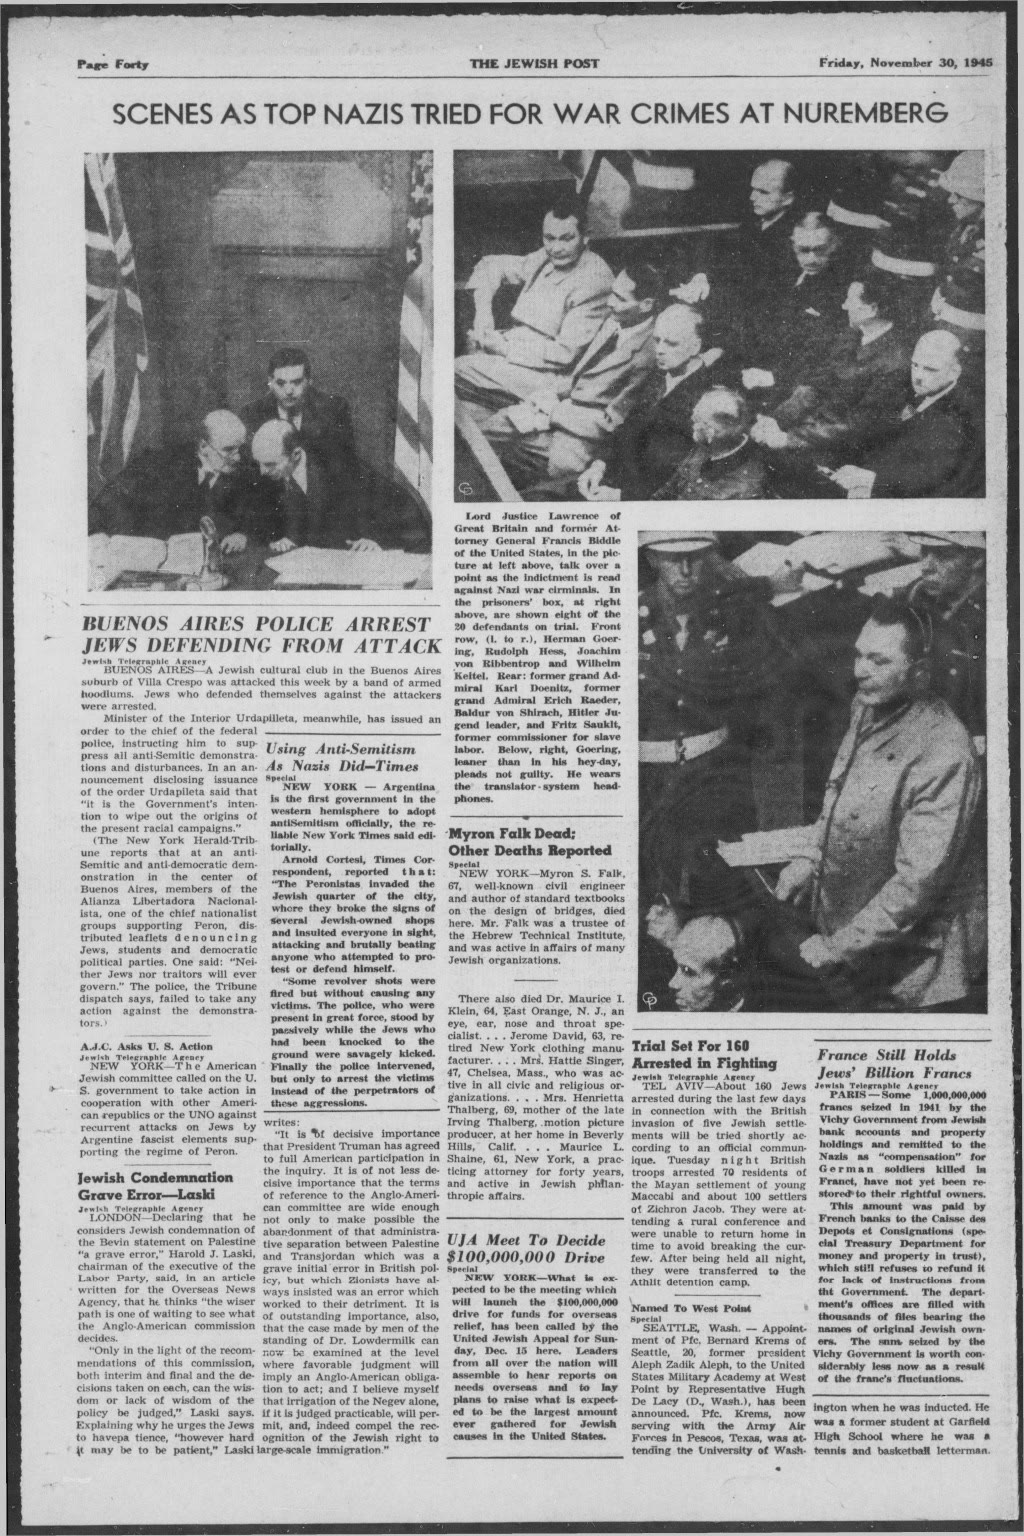 Page Forty
THE JEWISH POST
Friday, November 30, 1945
SCENES AS TOP NAZIS TRIED FOR WAR CRIMES AT NUREMBERG
Lord Justice Lawrence of
Great Britain and former At-
torney General Francis Biddle
of the United States, in the pic-
ture at left above, talk over a
point as the indictment is read
against Nazi war cirminals. In
the prisoners' box, at right
above, are shown eight of the
20 defendants on trial. Front
row, (l. to r.), Herman Goer-
ing, Rudolph Hess, Joachim
von Ribbentrop and Wilhelm
Keitel. Rear: former grand Ad-
miral Karl Doenitz, former
grand Admiral Erich Raeder,
Baldur von Shirach, Hitler Ju-
gend leader, and Fritz Saukit,
former commissioner for slave
labor. Below, right, Goering,
leaner than in his hey-day,
pleads not guilty. He wears
the translator-system head-
phones.
BUENOS AIRES POLICE ARREST
JEWS DEFENDING FROM ATTACK
Jewish Telegraphic Agency
BUENOS AIRES—A Jewish cultural club in the Buenos Aires
suburb of Villa Crespo was attacked this week by a band of armed
hoodlums. Jews who defended themselves against the attackers
were arrested.
Minister of the Interior Urdapilleta, meanwhile, has issued an
order to the chief of the federal
police, instructing him to sup-
press all anti-Semitic demonstra-
tions and disturbances. In an an-
nouncement disclosing issuance
of the order Urdapileta said that
"it is the Government's inten-
tion to wipe out the origins of
the present racial campaigns."
(The New York Herald-Trib-
une reports that at an anti-
Semitic and anti-democratic dem-
onstration in the center of
Buenos Aires, members of the
Alianza Libertadora Nacional-
ista, one of the chief nationalist
groups supporting Peron, dis-
tributed leaflets denouncing
Jews, students and democratic
political parties. One said: "Nei-
ther Jews nor traitors will ever
govern." The police, the Tribune
dispatch says, failed to take any
action against the demonstra-
tors.)
A.J.C. Asks U. S. Action
Jewish Telegraphic Agency
NEW YORK—The American
Jewish committee called on the U.
S. government to take action in
cooperation with other Ameri-
can republics or the UNO against
recurrent attacks on Jews by
Argentine fascist elements sup-
porting the regime of Peron.
Jewish Condemnation
Grave Error—Laski
Jewish Telegraphic Agency
LONDON—Declaring that he
considers Jewish condemnation of
the Bevin statement on Palestine
"a grave error," Harold J. Laski,
chairman of the executive of the
Labor Party, said, in an article
written for the Overseas News
Agency, that he thinks "the wiser
path is one of waiting to see what
the Anglo-American commission
decides.
"Only in the light of the recom-
mendations of this commission,
both interim and final and the de-
cisions taken on each, can the wis-
dom or lack of wisdom of the
policy be judged," Laski says.
Explaining why he urges the Jews
to havepa tience, "however hard
it may be to be patient," Laski
Using Anti-Semitism
As Nazis Did—Times
Special
NEW YORK — Argentina
is the first government in the
western hemisphere to adopt
antiSemitism officially, the re-
liable New York Times said edi-
torially.
Arnold Cortesi, Times Cor-
respondent, reported that:
"The Peronistas invaded the
Jewish quarter of the city,
where they broke the signs of
several Jewish-owned shops
and insulted everyone in sight,
attacking and brutally beating
anyone who attempted to pro-
test or defend himself.
"Some revolver shots were
fired but without causing any
victims. The police, who were
present in great force, stood by
passively while the Jews who
had been knocked to the
ground were savagely kicked.
Finally the police intervened,
but only to arrest the victims
instead of the perpetrators of
these aggressions.
writes:
"It is of decisive importance
that President Truman has agreed
to full American participation in
the inquiry. It is of not less de-
cisive importance that the terms
of reference to the Anglo-Ameri-
can committee are wide enough
not only to make possible the
abandonment of that administra-
tive separation between Palestine
and Transjordan which was a
grave initial error in British pol-
icy, but which Zionists have al-
ways insisted was an error which
worked to their detriment. It is
of outstanding importance, also,
that the case made by men of the
standing of Dr. Lowdermilk can
now be examined at the level
where favorable judgment will
imply an Anglo-American obliga-
tion to act; and I believe myself
that irrigation of the Negev alone,
if it is judged practicable, will per-
mit, and, indeed compel the rec-
ognition of the Jewish right to
large-scale immigration."
Myron Falk Dead;
Other Deaths Reported
Special
NEW YORK—Myron S. Falk,
67, well-known civil engineer
and author of standard textbooks
on the design of bridges, died
here. Mr. Falk was a trustee of
the Hebrew Technical Institute,
and was active in affairs of many
Jewish organizations.
There also died Dr. Maurice I.
Klein, 64, East Orange, N. J., an
eye, ear, nose and throat spe-
cialist. . . . Jerome David, 63, re-
tired New York clothing manu-
facturer. . . . Mrs. Hattie Singer,
47, Chelsea, Mass., who was ac-
tive in all civic and religious or-
ganizations. . . . Mrs. Henrietta
Thalberg, 69, mother of the late
Irving Thalberg, motion picture
producer, at her home in Beverly
Hills, Calif. . . . Maurice L.
Shaine, 61, New York, a prac-
ticing attorney for forty years,
and active in Jewish philan-
thropic affairs.
UJA Meet To Decide
$100,000,000 Drive
Special
NEW YORK—What is ex-
pected to be the meeting which
will launch the $100,000,000
drive for funds for overseas
relief, has been called by the
United Jewish Appeal for Sun-
day, Dec. 15 here. Leaders
from all over the nation will
assemble to hear reports on
needs overseas and to lay
plans to raise what is expect-
ed to be the largest amount
ever gathered for Jewish
causes in the United States.
Trial Set For 160
Arrested in Fighting
Jewish Telegraphic Agency
TEL AVIV—About 160 Jews
arrested during the last few days
in connection with the British
invasion of five Jewish settle-
ments will be tried shortly ac-
cording to an official commun-
ique. Tuesday night British
troops arrested 70 residents of
the Mayan settlement of young
Maccabi and about 100 settlers
of Zichron Jacob. They were at-
tending a rural conference and
were unable to return home in
time to avoid breaking the cur-
few. After being held all night,
they were transferred to the
Athlit detention camp.
Named To West Point
Special
SEATTLE, Wash. — Appoint-
ment of Pfc. Bernard Krems of
Seattle, 20, former president
Aleph Zadik Aleph, to the United
States Military Academy at West
Point by Representative Hugh
De Lacy (D., Wash.), has been
announced. Pfc. Krems, now
serving with the Army Air
Forces in Pescos, Texas, was at-
tending the University of Wash-
France Still Holds
Jews' Billion Francs
Jewish Telegraphic Agency
PARIS—Some 1,000,000,000
francs seized in 1941 by the
Vichy Government from Jewish
bank accounts and property
holdings and remitted to the
Nazis as "compensation" for
German soldiers killed in
Franct, have not yet been re-
stored to their rightful owners.
This amount was paid by
French banks to the Caisse des
Depots et Consignations (spe-
cial Treasury Department for
money and property in trust),
which still refuses to refund it
for lack of instructions from
tht Government. The depart-
ment's offices are filled with
thousands of files bearing the
names of original Jewish own-
ers. The sum seized by the
Vichy Government is worth con-
siderably less now as a result
of the franc's fluctuations.
ington when he was inducted. He
was a former student at Garfield
High School where he was a
tennis and basketball letterman.